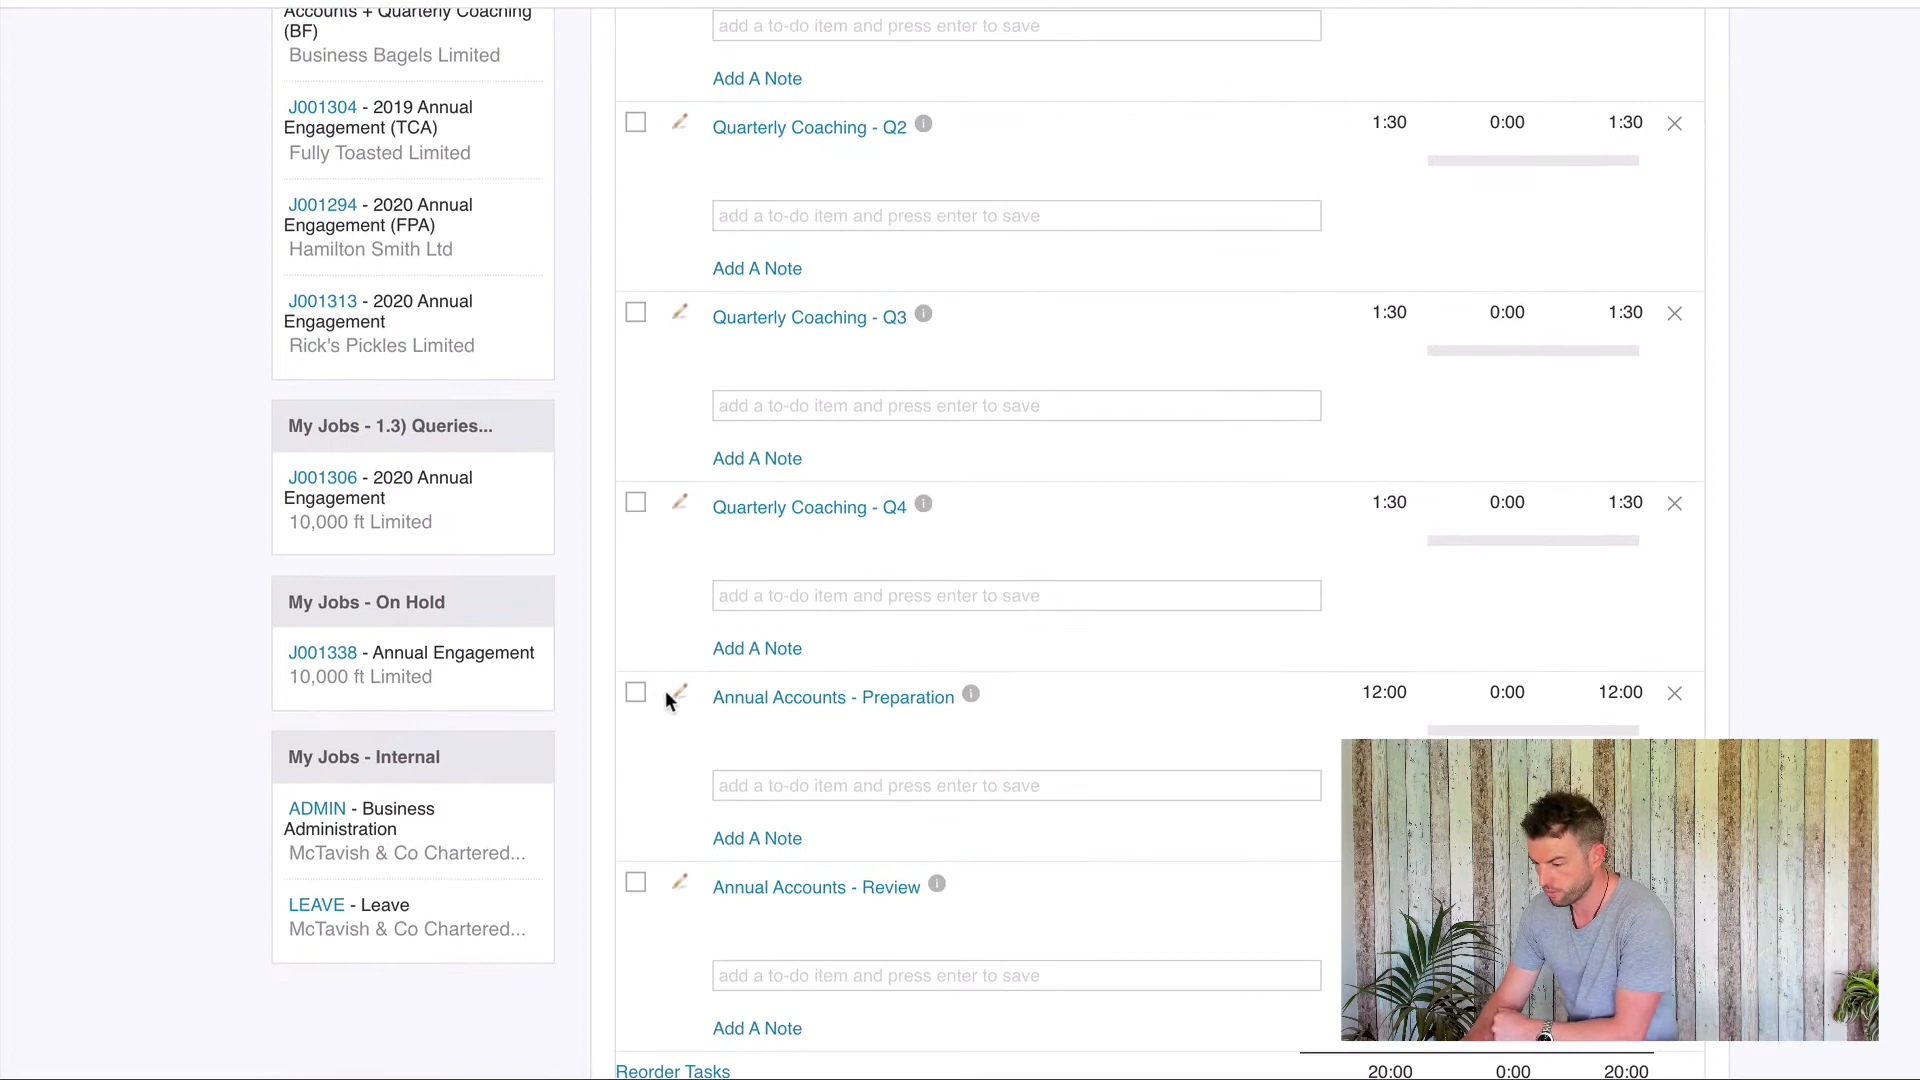 Accounts + Quarterly Coaching
(BF)
Business Bagels Limited
J001304 - 2019 Annual
Engagement (TCA)
Fully Toasted Limited
J001294 - 2020 Annual
Engagement (FPA)
Hamilton Smith Ltd
J001313 - 2020 Annual
Engagement
Rick's Pickles Limited
My Jobs - 1.3) Queries...
J001306 - 2020 Annual
Engagement
10,000 ft Limited
My Jobs - On Hold
J001338 - Annual Engagement
10,000 ft Limited
My Jobs - Internal
ADMIN - Business
Administration
McTavish & Co Chartered...
LEAVE - Leave
McTavish & Co Chartered...
add a to-do item and press enter to save
Add A Note
Quarterly Coaching - Q2 i 1:30 0:00 1:30
add a to-do item and press enter to save
Add A Note
Quarterly Coaching - Q3 i 1:30 0:00 1:30
add a to-do item and press enter to save
Add A Note
Quarterly Coaching - Q4 i 1:30 0:00 1:30
add a to-do item and press enter to save
Add A Note
Annual Accounts - Preparation i 12:00 0:00 12:00
add a to-do item and press enter to save
Add A Note
Annual Accounts - Review i
add a to-do item and press enter to save
Add A Note
Reorder Tasks 20:00 0:00 20:00